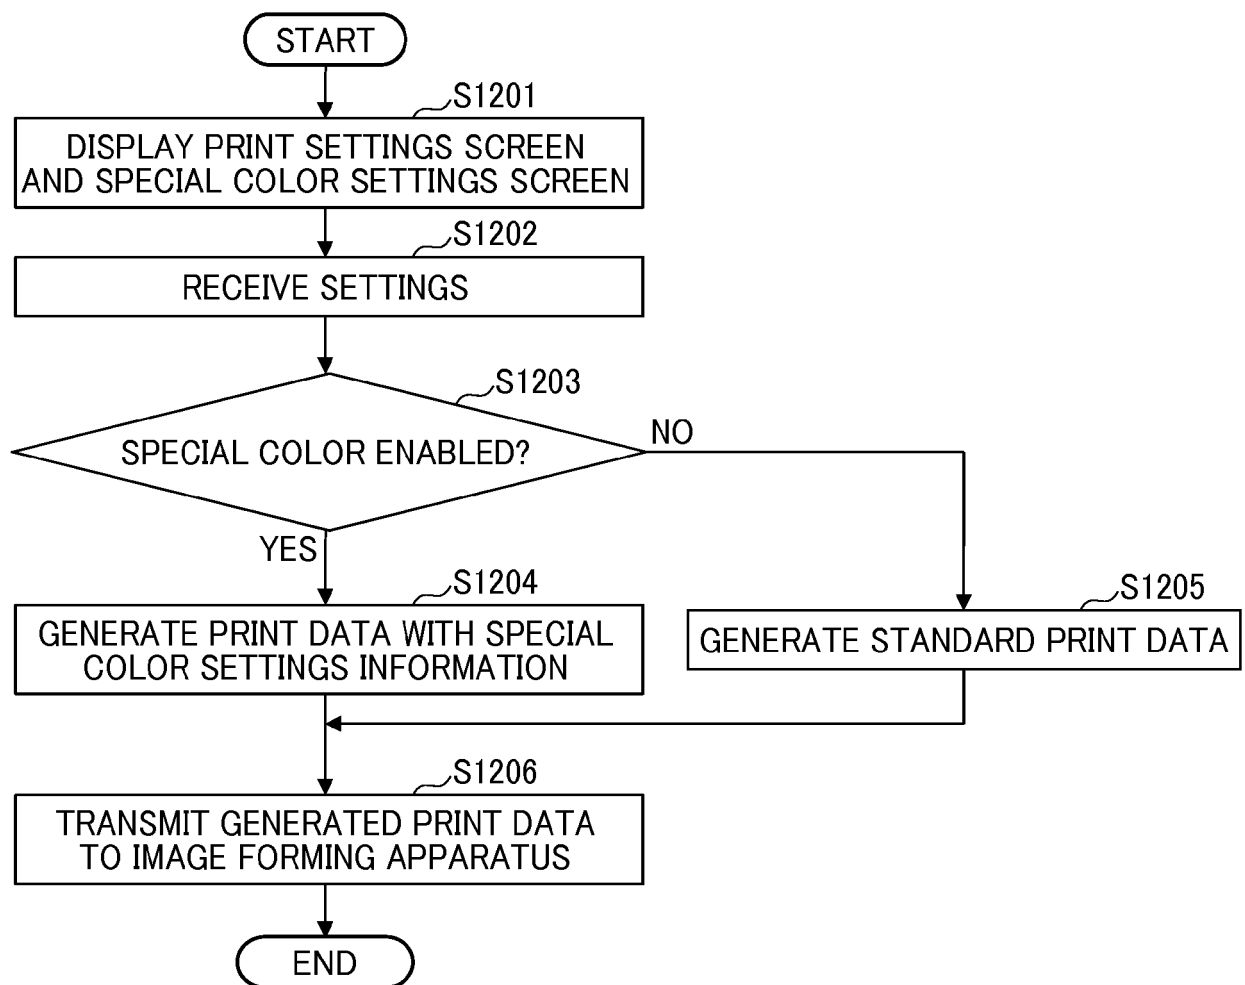 START
S1201
DISPLAY PRINT SETTINGS SCREEN
AND SPECIAL COLOR SETTINGS SCREEN
S1202
RECEIVE SETTINGS
S1203
SPECIAL COLOR ENABLED?
NO
YES
S1204
GENERATE PRINT DATA WITH SPECIAL
COLOR SETTINGS INFORMATION
S1205
GENERATE STANDARD PRINT DATA
S1206
TRANSMIT GENERATED PRINT DATA
TO IMAGE FORMING APPARATUS
END